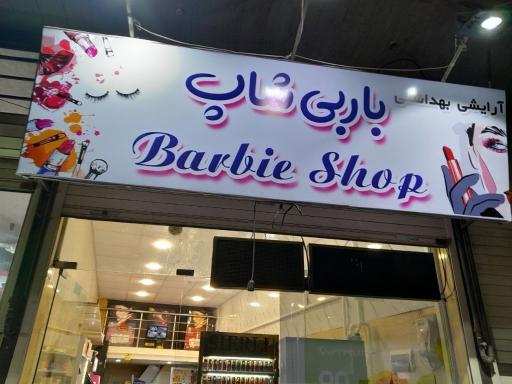 آرایشی بهداشتی
باربی شاپ
Barbie Shop